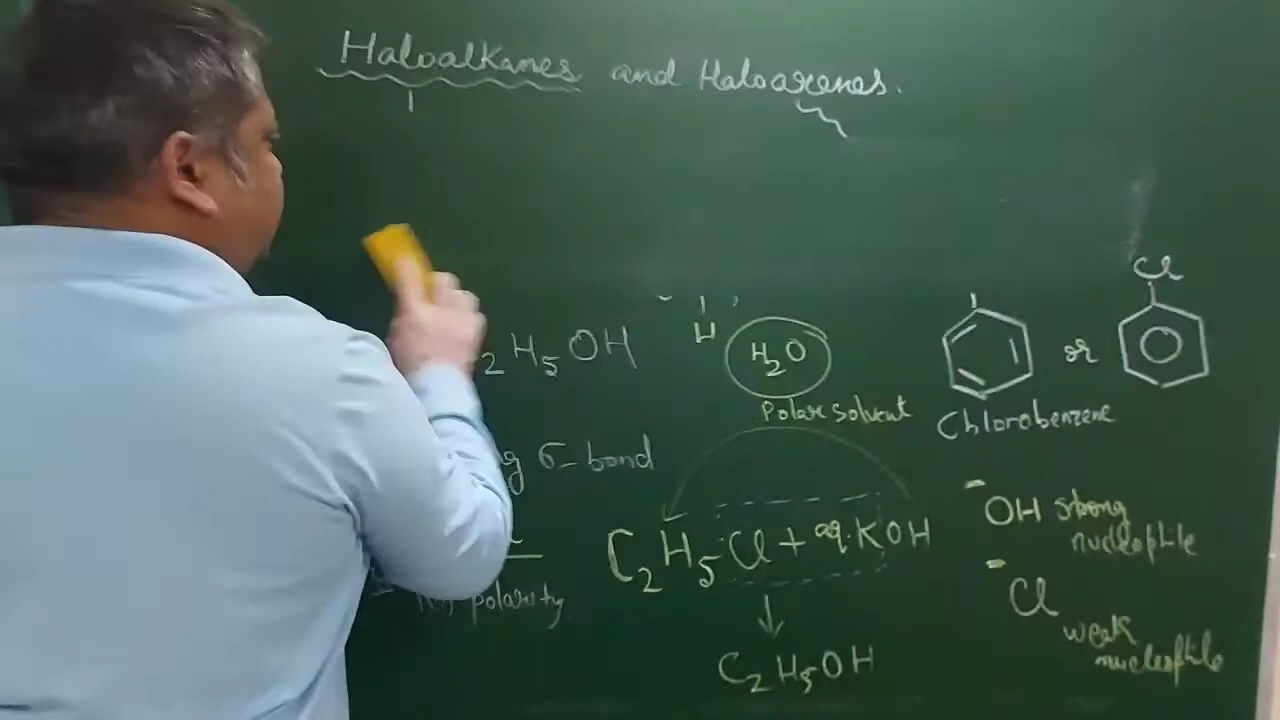 Haloalkanes and Haloarenes.
2H5OH
H
H2O
Polar solvent
Cl
or
Chlorobenzene
g σ-bond
polarity
C2H5Cl + aq. KOH
C2H5OH
-OH strong
nucleophile
-Cl
weak
nucleophile